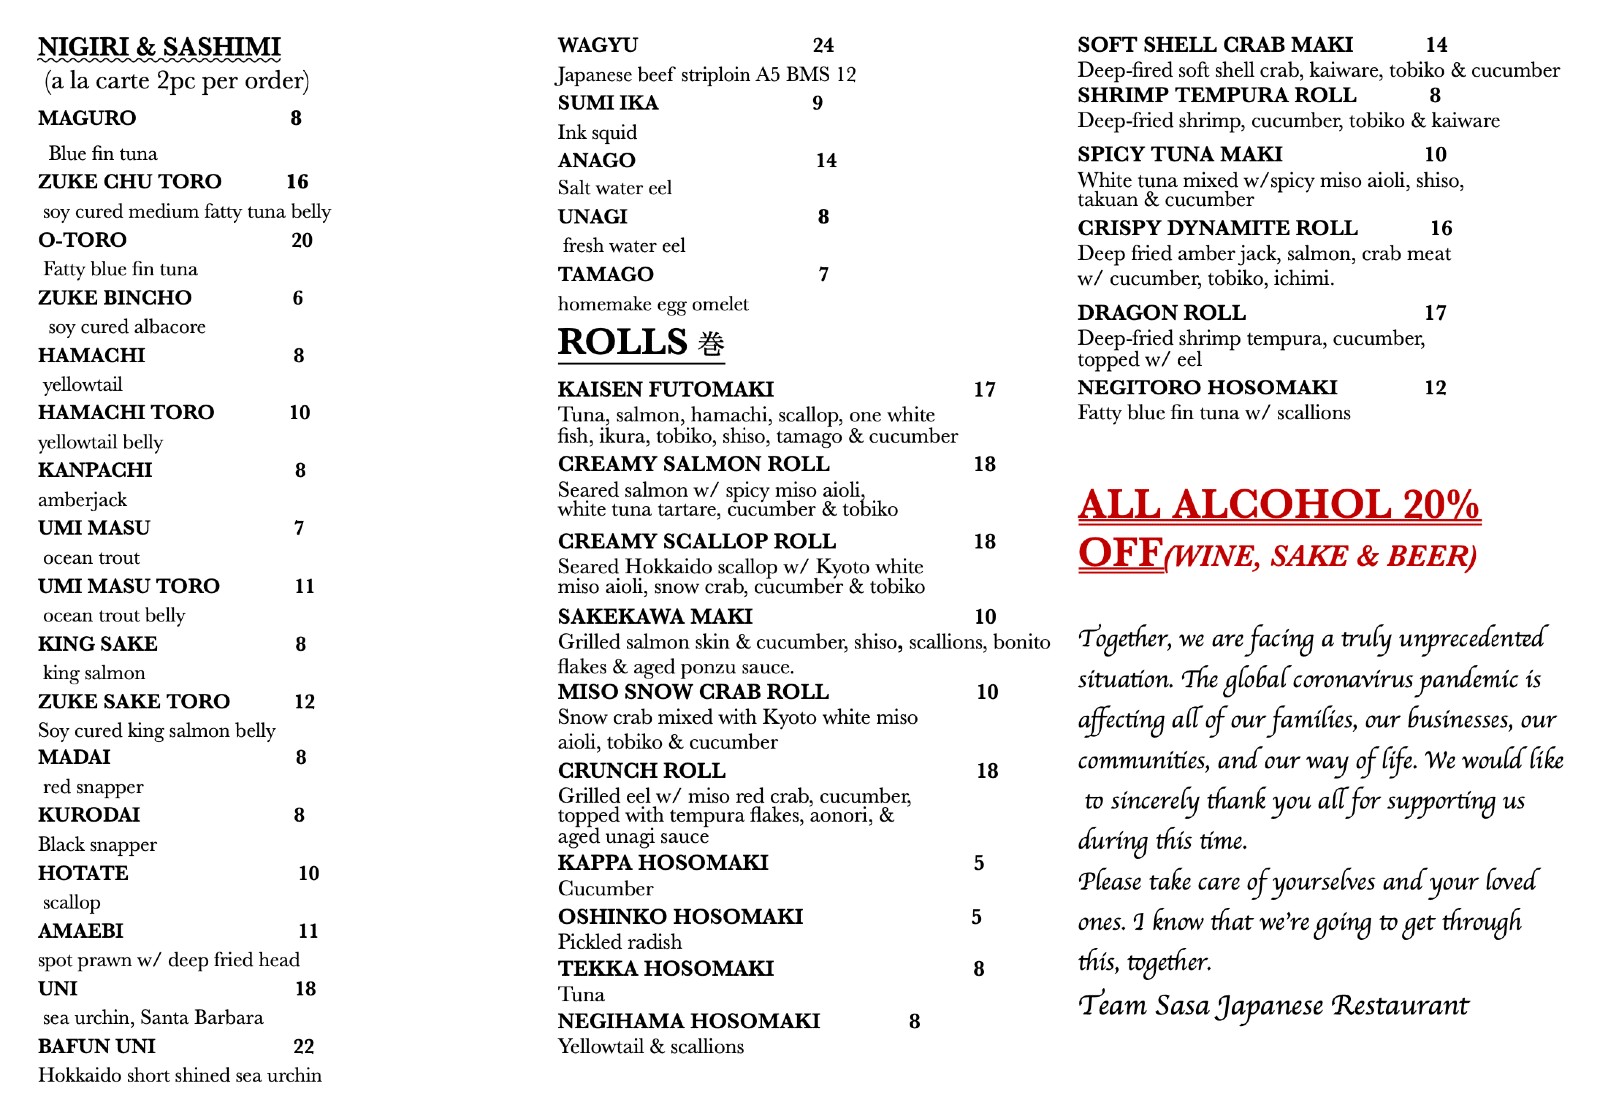 NIGIRI & SASHIMI
(a la carte 2pc per order)
MAGURO 8
Blue fin tuna
ZUKE CHU TORO 16
soy cured medium fatty tuna belly
O-TORO 20
Fatty blue fin tuna
ZUKE BINCHO 6
soy cured albacore
HAMACHI 8
yellowtail
HAMACHI TORO 10
yellowtail belly
KANPACHI 8
amberjack
UMI MASU 7
ocean trout
UMI MASU TORO 11
ocean trout belly
KING SAKE 8
king salmon
ZUKE SAKE TORO 12
Soy cured king salmon belly
MADAI 8
red snapper
KURODAI 8
Black snapper
HOTATE 10
scallop
AMAEBI 11
spot prawn w/ deep fried head
UNI 18
sea urchin, Santa Barbara
BAFUN UNI 22
Hokkaido short shined sea urchin
WAGYU 24
Japanese beef striploin A5 BMS 12
SUMI IKA 9
Ink squid
ANAGO 14
Salt water eel
UNAGI 8
fresh water eel
TAMAGO 7
homemake egg omelet
ROLLS 巻
KAISEN FUTOMAKI 17
Tuna, salmon, hamachi, scallop, one white
fish, ikura, tobiko, shiso, tamago & cucumber
CREAMY SALMON ROLL 18
Seared salmon w/ spicy miso aioli,
white tuna tartare, cucumber & tobiko
CREAMY SCALLOP ROLL 18
Seared Hokkaido scallop w/ Kyoto white
miso aioli, snow crab, cucumber & tobiko
SAKEKAWA MAKI 10
Grilled salmon skin & cucumber, shiso, scallions, bonito
flakes & aged ponzu sauce.
MISO SNOW CRAB ROLL 10
Snow crab mixed with Kyoto white miso
aioli, tobiko & cucumber
CRUNCH ROLL 18
Grilled eel w/ miso red crab, cucumber,
topped with tempura flakes, aonori, &
aged unagi sauce
KAPPA HOSOMAKI 5
Cucumber
OSHINKO HOSOMAKI 5
Pickled radish
TEKKA HOSOMAKI 8
Tuna
NEGIHAMA HOSOMAKI 8
Yellowtail & scallions
SOFT SHELL CRAB MAKI 14
Deep-fired soft shell crab, kaiware, tobiko & cucumber
SHRIMP TEMPURA ROLL 8
Deep-fried shrimp, cucumber, tobiko & kaiware
SPICY TUNA MAKI 10
White tuna mixed w/spicy miso aioli, shiso,
takuan & cucumber
CRISPY DYNAMITE ROLL 16
Deep fried amber jack, salmon, crab meat
w/ cucumber, tobiko, ichimi.
DRAGON ROLL 17
Deep-fried shrimp tempura, cucumber,
topped w/ eel
NEGITORO HOSOMAKI 12
Fatty blue fin tuna w/ scallions
ALL ALCOHOL 20%
OFF(WINE, SAKE & BEER)
Together, we are facing a truly unprecedented
situation. The global coronavirus pandemic is
affecting all of our families, our businesses, our
communities, and our way of life. We would like
to sincerely thank you all for supporting us
during this time.
Please take care of yourselves and your loved
ones. I know that we're going to get through
this, together.
Team Sasa Japanese Restaurant